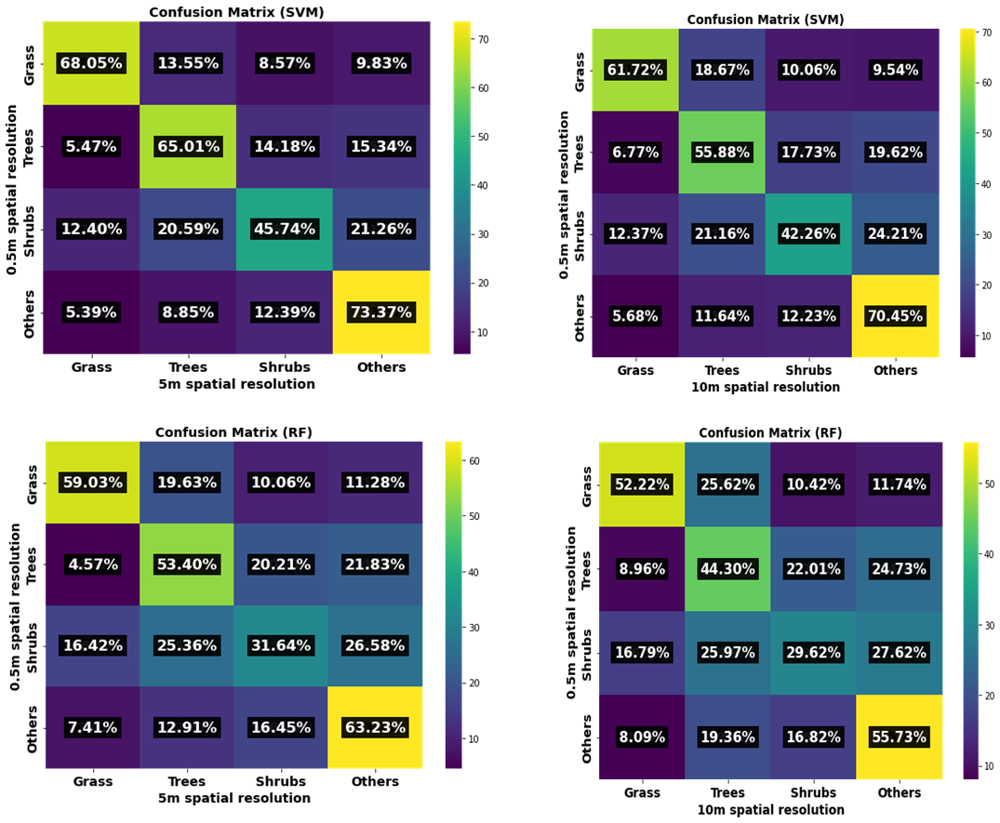 Confusion Matrix (SVM)
0.5m spatial resolution
Grass
68.05% 13.55% 8.57% 9.83%
Trees
5.47% 65.01% 14.18% 15.34%
Shrubs
12.40% 20.59% 45.74% 21.26%
Others
5.39% 8.85% 12.39% 73.37%
Grass Trees Shrubs Others
5m spatial resolution
70
60
50
40
30
20
10
Confusion Matrix (SVM)
0.5m spatial resolution
Grass
61.72% 18.67% 10.06% 9.54%
Trees
6.77% 55.88% 17.73% 19.62%
Shrubs
12.37% 21.16% 42.26% 24.21%
Others
5.68% 11.64% 12.23% 70.45%
Grass Trees Shrubs Others
10m spatial resolution
70
60
50
40
30
20
10
Confusion Matrix (RF)
0.5m spatial resolution
Grass
59.03% 19.63% 10.06% 11.28%
Trees
4.57% 53.40% 20.21% 21.83%
Shrubs
16.42% 25.36% 31.64% 26.58%
Others
7.41% 12.91% 16.45% 63.23%
Grass Trees Shrubs Others
5m spatial resolution
60
50
40
30
20
10
Confusion Matrix (RF)
0.5m spatial resolution
Grass
52.22% 25.62% 10.42% 11.74%
Trees
8.96% 44.30% 22.01% 24.73%
Shrubs
16.79% 25.97% 29.62% 27.62%
Others
8.09% 19.36% 16.82% 55.73%
Grass Trees Shrubs Others
10m spatial resolution
50
40
30
20
10